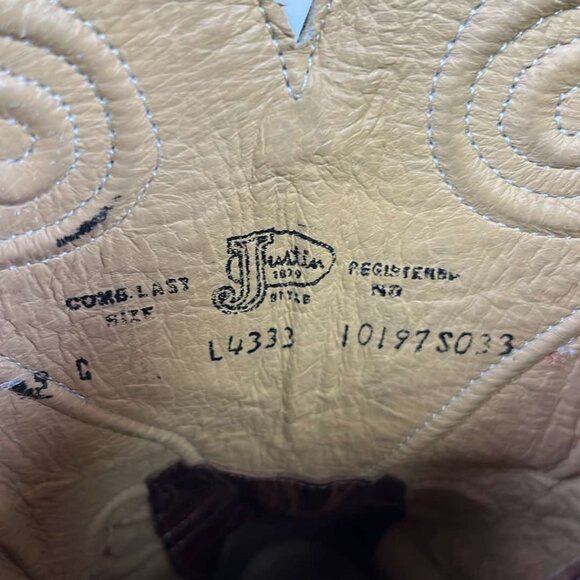 Justin
1879
STYLE
COMB. LAST
SIZE
REGISTERED
NO
L4333 10197S033
C